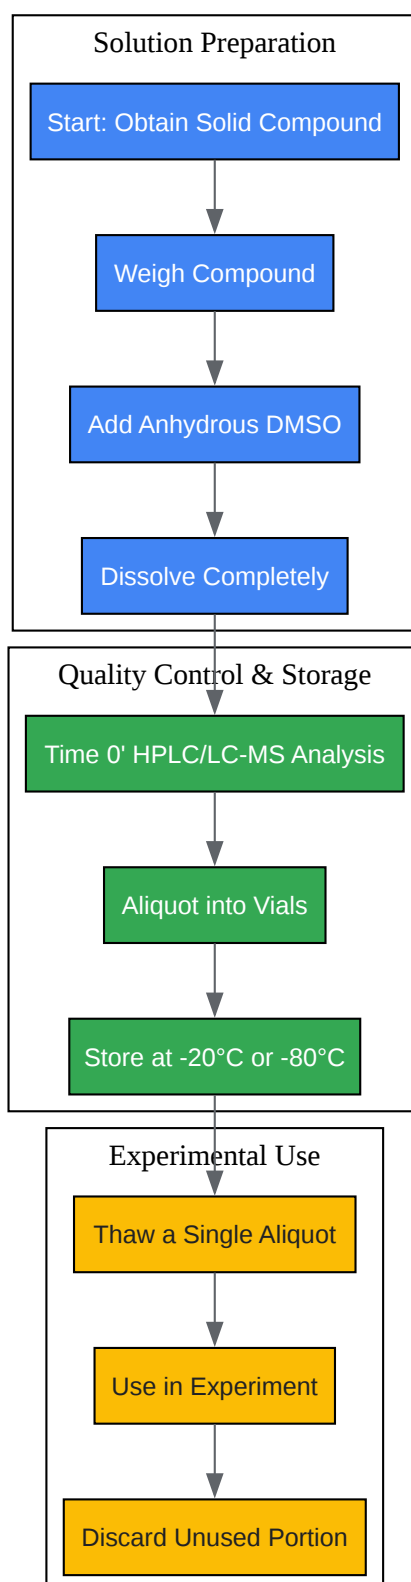 Solution Preparation
Start: Obtain Solid Compound
Weigh Compound
Add Anhydrous DMSO
Dissolve Completely
Quality Control & Storage
Time 0' HPLC/LC-MS Analysis
Aliquot into Vials
Store at -20°C or -80°C
Experimental Use
Thaw a Single Aliquot
Use in Experiment
Discard Unused Portion